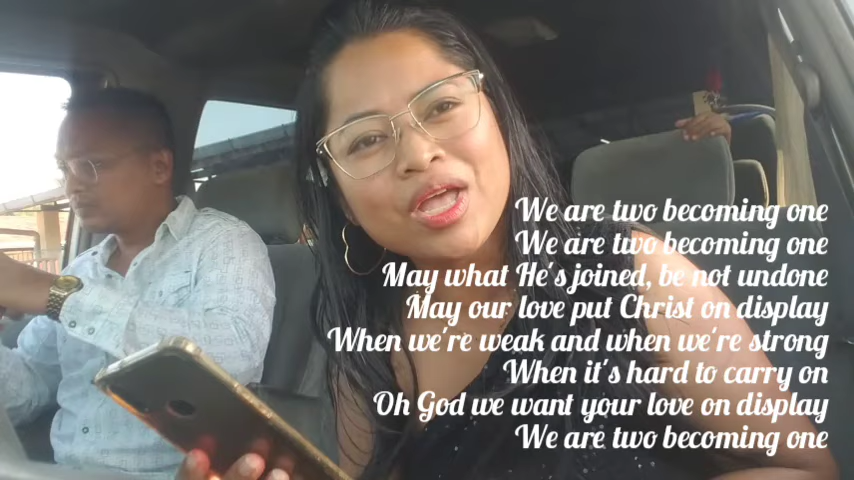 We are two becoming one
We are two becoming one
May what He's joined, be not undone
May our love put Christ on display
When we're weak and when we're strong
When it's hard to carry on
Oh God we want your love on display
We are two becoming one